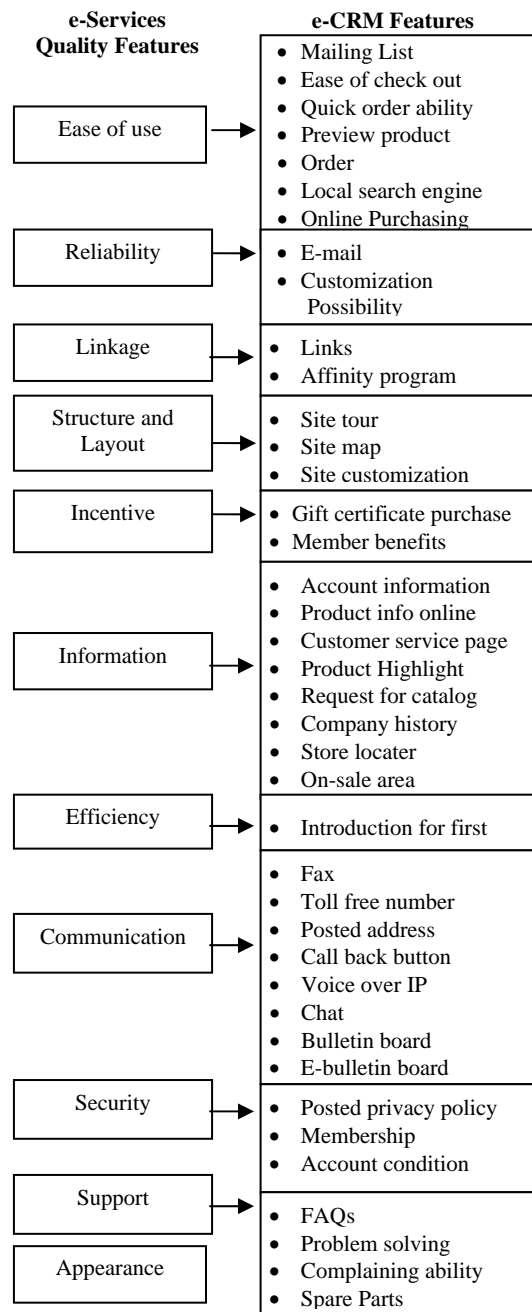 e-Services
Quality Features
e-CRM Features
Ease of use
• Mailing List
• Ease of check out
• Quick order ability
• Preview product
• Order
• Local search engine
• Online Purchasing
Reliability
• E-mail
• Customization
Possibility
Linkage
• Links
• Affinity program
Structure and
Layout
• Site tour
• Site map
• Site customization
Incentive
• Gift certificate purchase
• Member benefits
Information
• Account information
• Product info online
• Customer service page
• Product Highlight
• Request for catalog
• Company history
• Store locater
• On-sale area
Efficiency
• Introduction for first
Communication
• Fax
• Toll free number
• Posted address
• Call back button
• Voice over IP
• Chat
• Bulletin board
• E-bulletin board
Security
• Posted privacy policy
• Membership
• Account condition
Support
• FAQs
• Problem solving
• Complaining ability
• Spare Parts
Appearance